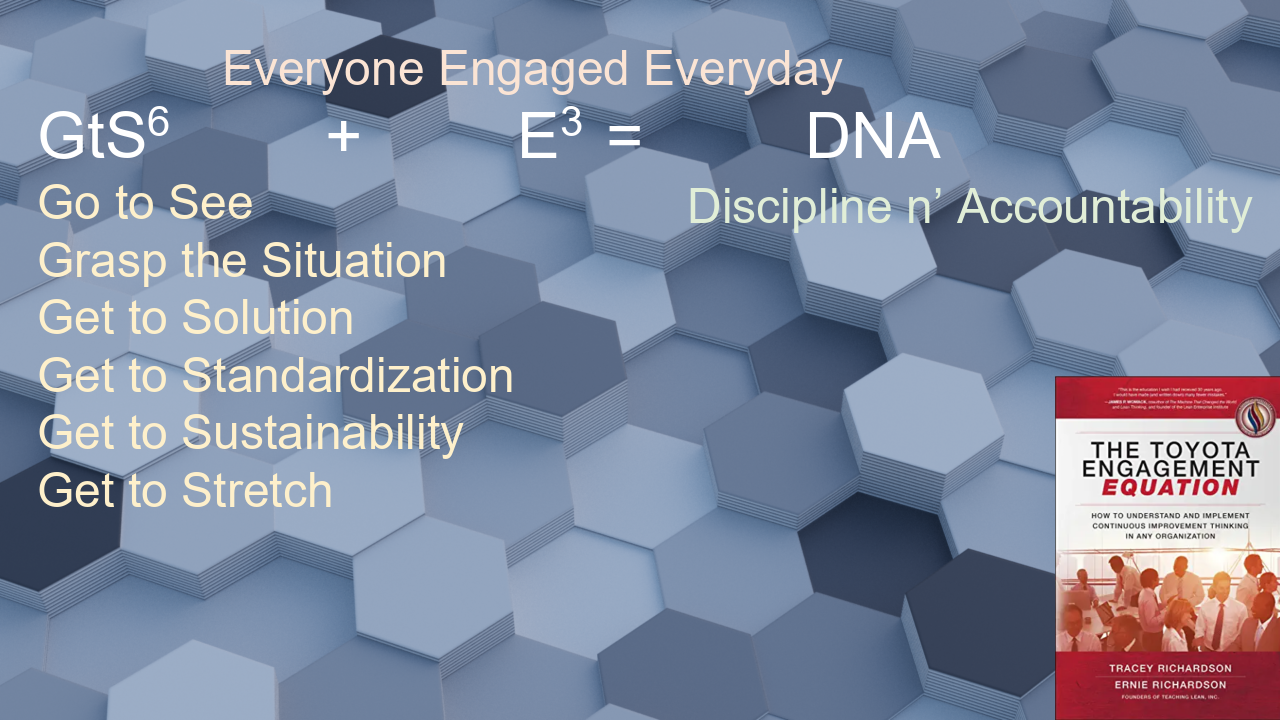 Everyone Engaged Everyday
GtS⁶ + E³ = DNA
Go to See
Grasp the Situation
Get to Solution
Get to Standardization
Get to Sustainability
Get to Stretch
Discipline n’ Accountability
"This is the education I wish I had received 30 years ago.
I would have made (and written down) many fewer mistakes."
—JAMES P. WOMACK, coauthor of The Machine That Changed the World
and Lean Thinking, and founder of the Lean Enterprise Institute
THE TOYOTA
ENGAGEMENT
EQUATION
HOW TO UNDERSTAND AND IMPLEMENT
CONTINUOUS IMPROVEMENT THINKING
IN ANY ORGANIZATION
TRACEY RICHARDSON
ERNIE RICHARDSON
FOUNDERS OF TEACHING LEAN, INC.